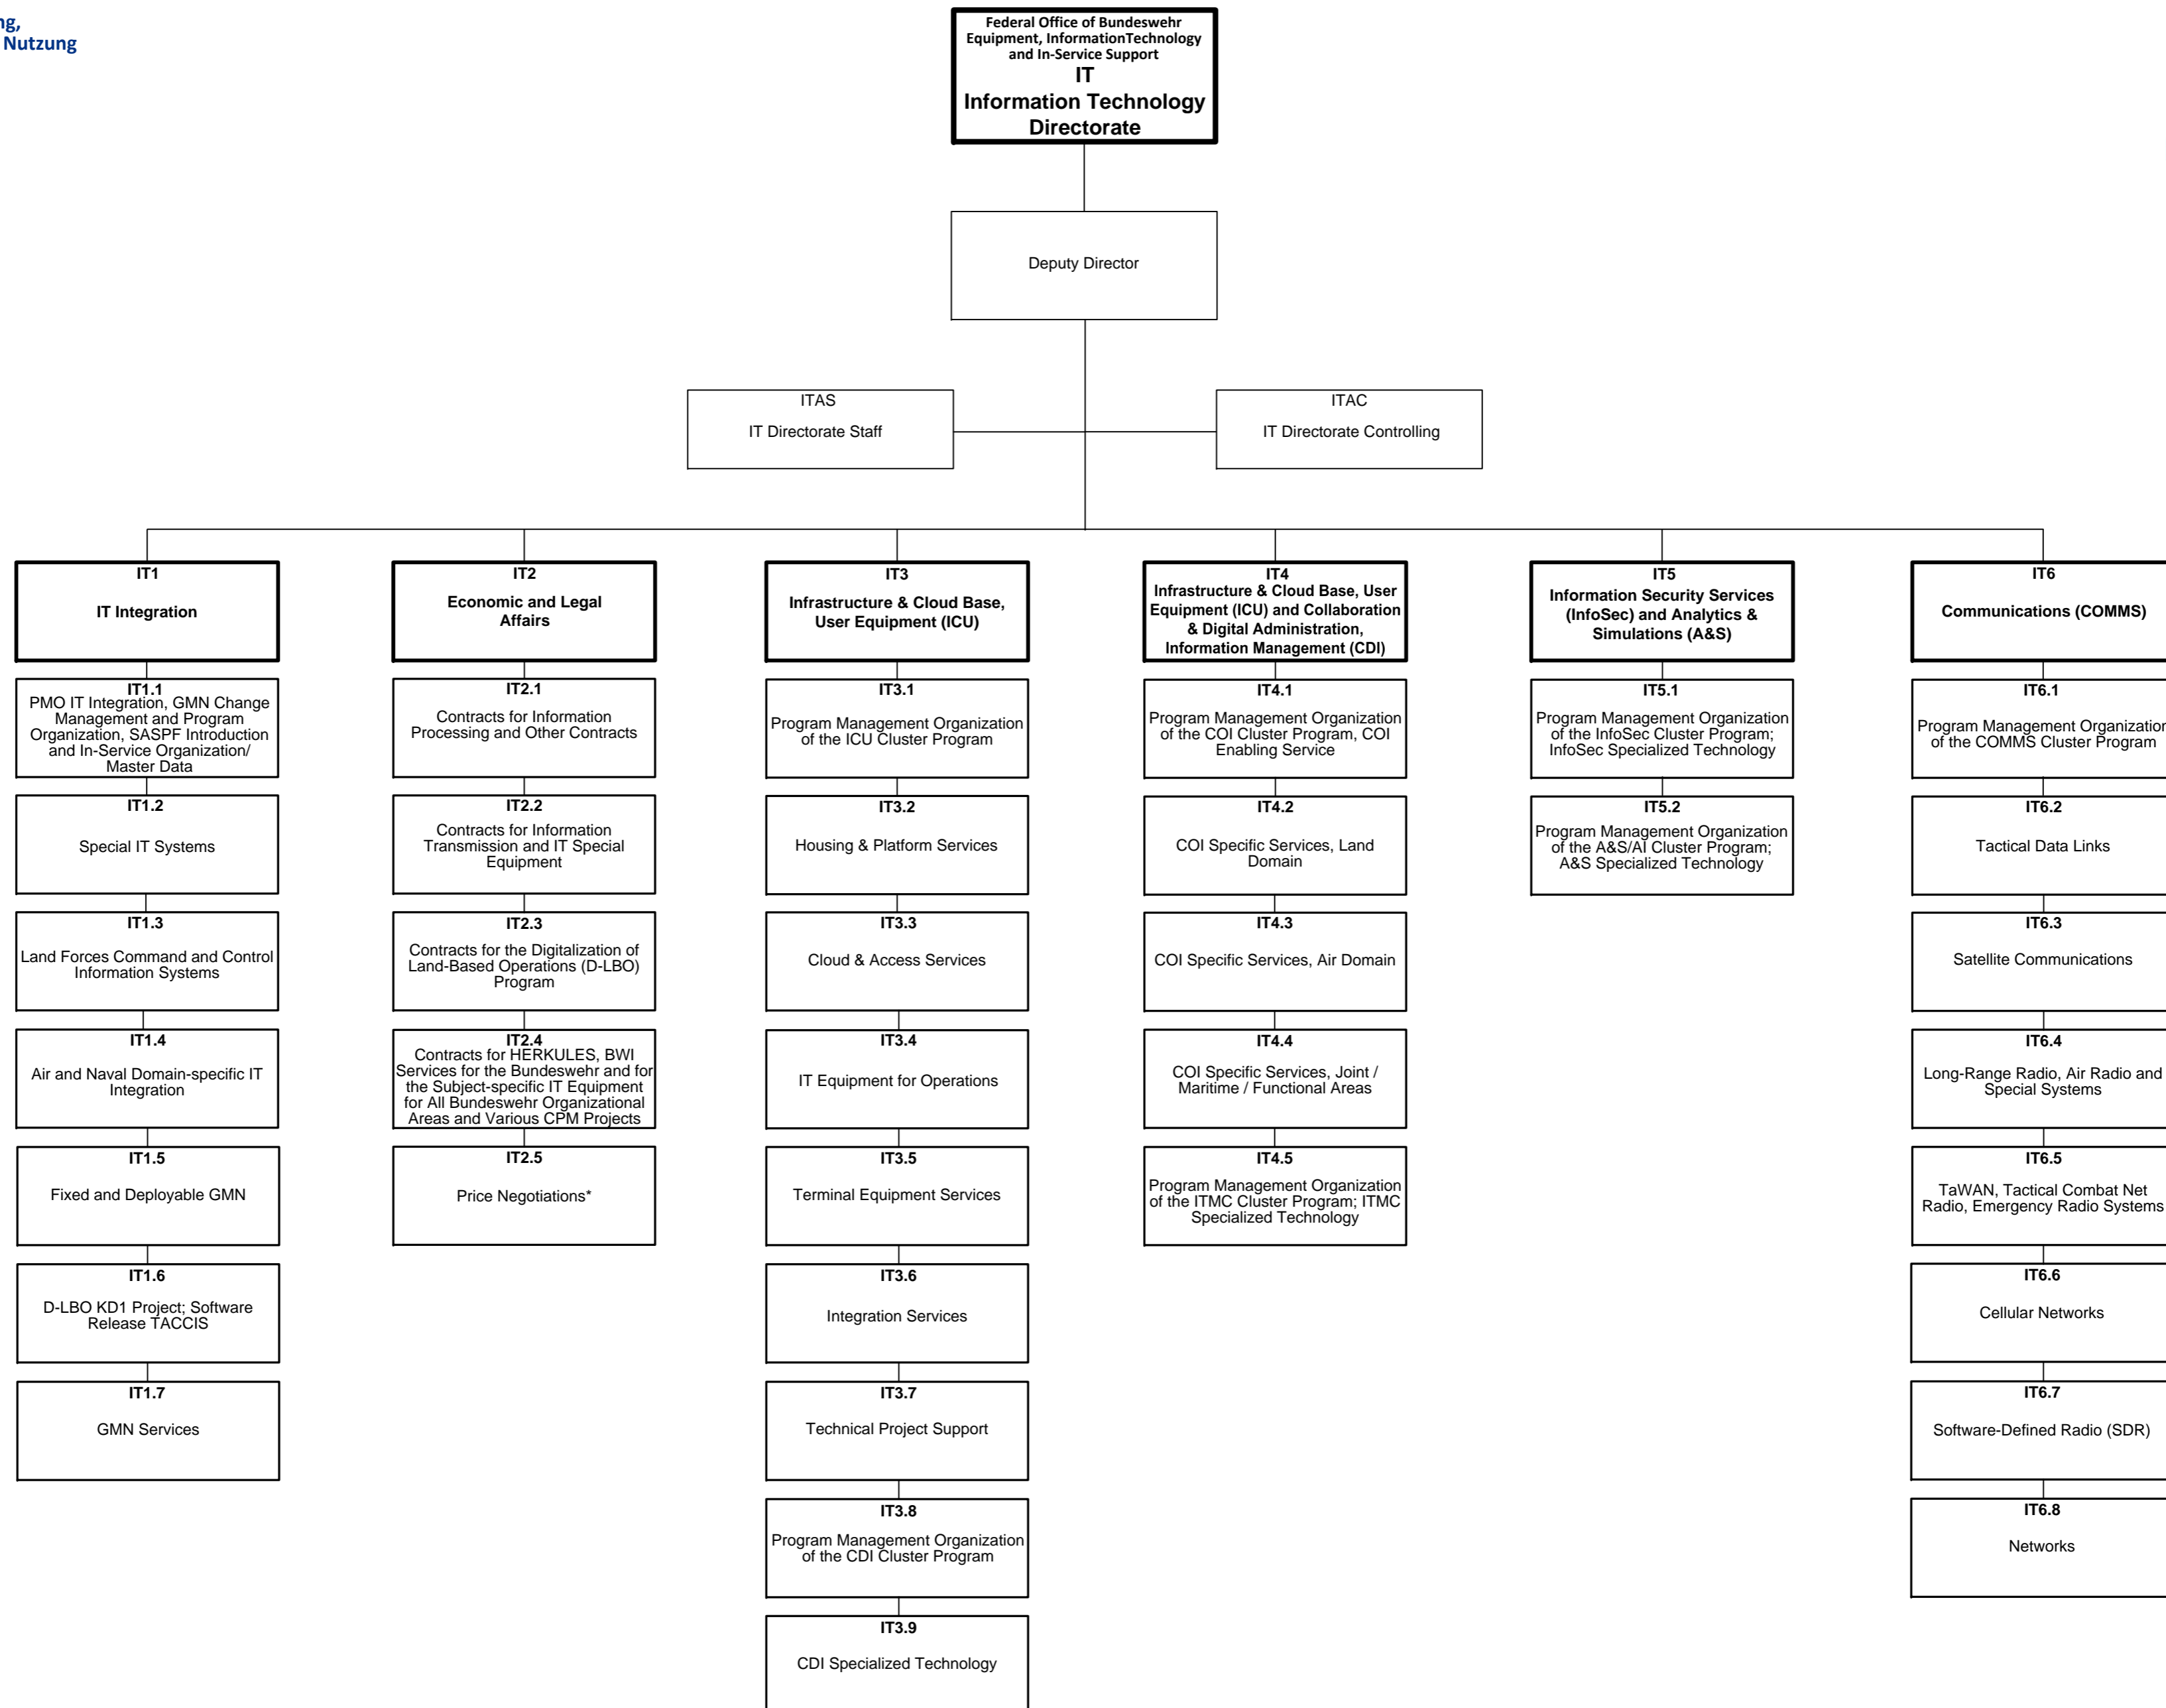 ng,
Nutzung
Federal Office of Bundeswehr
Equipment, InformationTechnology
and In-Service Support
IT
Information Technology
Directorate
Deputy Director
ITAS
IT Directorate Staff
ITAC
IT Directorate Controlling
IT1
IT Integration
IT1.1
PMO IT Integration, GMN Change
Management and Program
Organization, SASPF Introduction
and In-Service Organization/
Master Data
IT1.2
Special IT Systems
IT1.3
Land Forces Command and Control
Information Systems
IT1.4
Air and Naval Domain-specific IT
Integration
IT1.5
Fixed and Deployable GMN
IT1.6
D-LBO KD1 Project; Software
Release TACCIS
IT1.7
GMN Services
IT2
Economic and Legal
Affairs
IT2.1
Contracts for Information
Processing and Other Contracts
IT2.2
Contracts for Information
Transmission and IT Special
Equipment
IT2.3
Contracts for the Digitalization of
Land-Based Operations (D-LBO)
Program
IT2.4
Contracts for HERKULES, BWI
Services for the Bundeswehr and for
the Subject-specific IT Equipment
for All Bundeswehr Organizational
Areas and Various CPM Projects
IT2.5
Price Negotiations*
IT3
Infrastructure & Cloud Base,
User Equipment (ICU)
IT3.1
Program Management Organization
of the ICU Cluster Program
IT3.2
Housing & Platform Services
IT3.3
Cloud & Access Services
IT3.4
IT Equipment for Operations
IT3.5
Terminal Equipment Services
IT3.6
Integration Services
IT3.7
Technical Project Support
IT3.8
Program Management Organization
of the CDI Cluster Program
IT3.9
CDI Specialized Technology
IT4
Infrastructure & Cloud Base, User
Equipment (ICU) and Collaboration
& Digital Administration,
Information Management (CDI)
IT4.1
Program Management Organization
of the COI Cluster Program, COI
Enabling Service
IT4.2
COI Specific Services, Land
Domain
IT4.3
COI Specific Services, Air Domain
IT4.4
COI Specific Services, Joint /
Maritime / Functional Areas
IT4.5
Program Management Organization
of the ITMC Cluster Program; ITMC
Specialized Technology
IT5
Information Security Services
(InfoSec) and Analytics &
Simulations (A&S)
IT5.1
Program Management Organization
of the InfoSec Cluster Program;
InfoSec Specialized Technology
IT5.2
Program Management Organization
of the A&S/AI Cluster Program;
A&S Specialized Technology
IT6
Communications (COMMS)
IT6.1
Program Management Organization
of the COMMS Cluster Program
IT6.2
Tactical Data Links
IT6.3
Satellite Communications
IT6.4
Long-Range Radio, Air Radio and
Special Systems
IT6.5
TaWAN, Tactical Combat Net
Radio, Emergency Radio Systems
IT6.6
Cellular Networks
IT6.7
Software-Defined Radio (SDR)
IT6.8
Networks